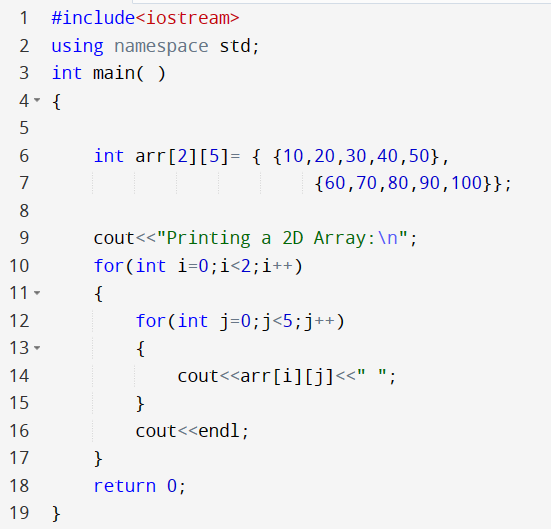 1 #include<iostream>
2 using namespace std;
3 int main( )
4 {
5
6     int arr[2][5]= { {10,20,30,40,50},
7                          {60,70,80,90,100}};
8
9     cout<<"Printing a 2D Array:\n";
10     for(int i=0;i<2;i++)
11     {
12         for(int j=0;j<5;j++)
13         {
14             cout<<arr[i][j]<<" ";
15         }
16         cout<<endl;
17     }
18     return 0;
19 }